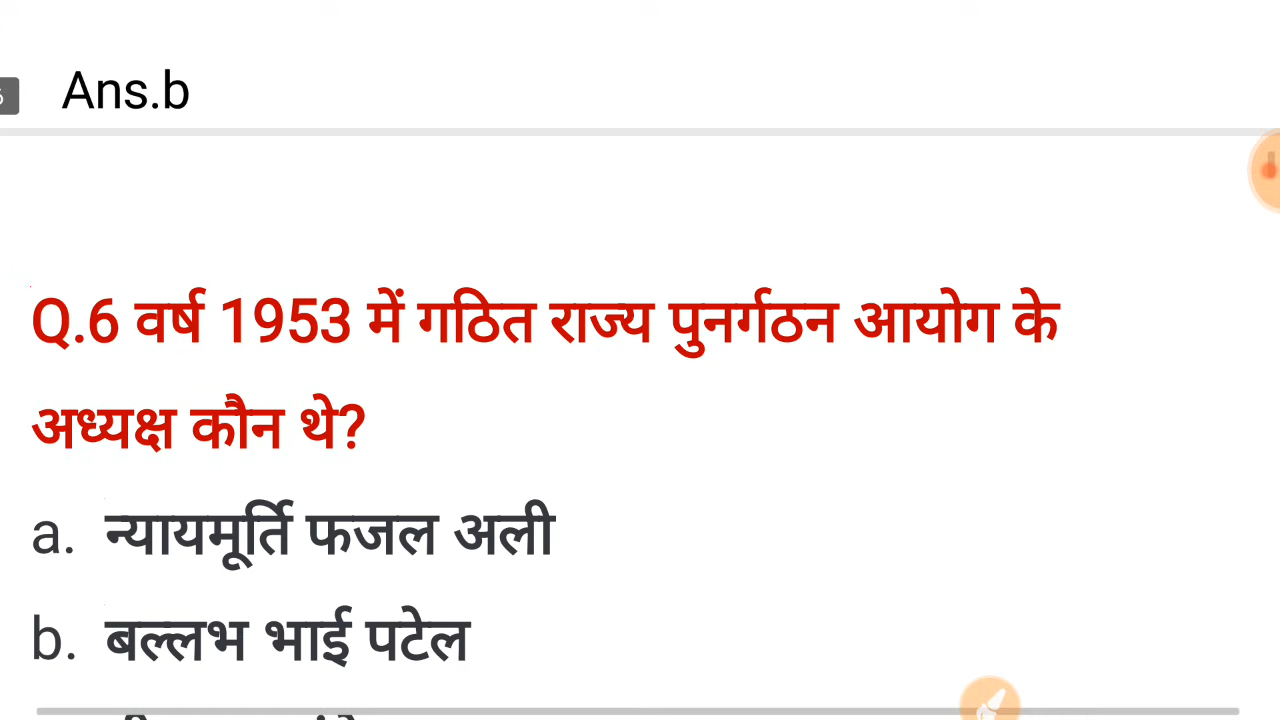 Ans.b
Q.6 वर्ष 1953 में गठित राज्य पुनर्गठन आयोग के
अध्यक्ष कौन थे?
a. न्यायमूर्ति फजल अली
b. बल्लभ भाई पटेल